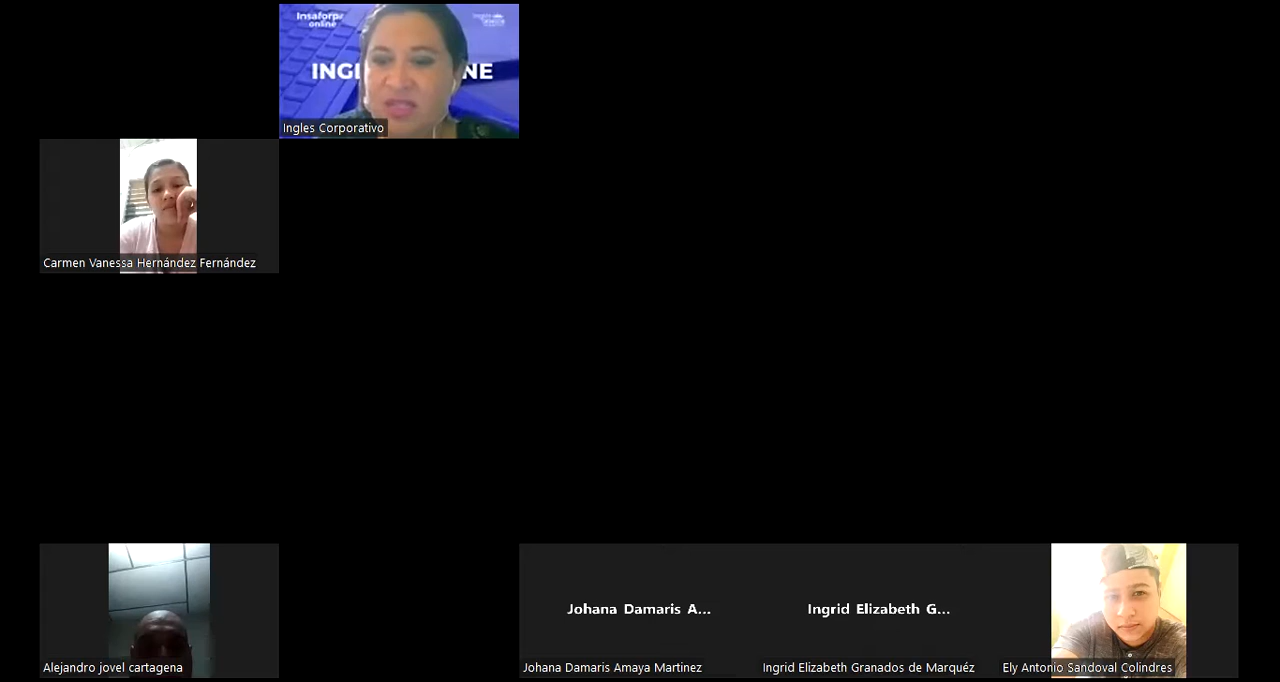 Insaforp
online
INGL NE
Ingles Corporativo
Carmen Vanessa Hernández Fernández
Johana Damaris A...
Ingrid Elizabeth G...
Alejandro jovel cartagena
Johana Damaris Amaya Martinez
Ingrid Elizabeth Granados de Marquéz
Ely Antonio Sandoval Colindres